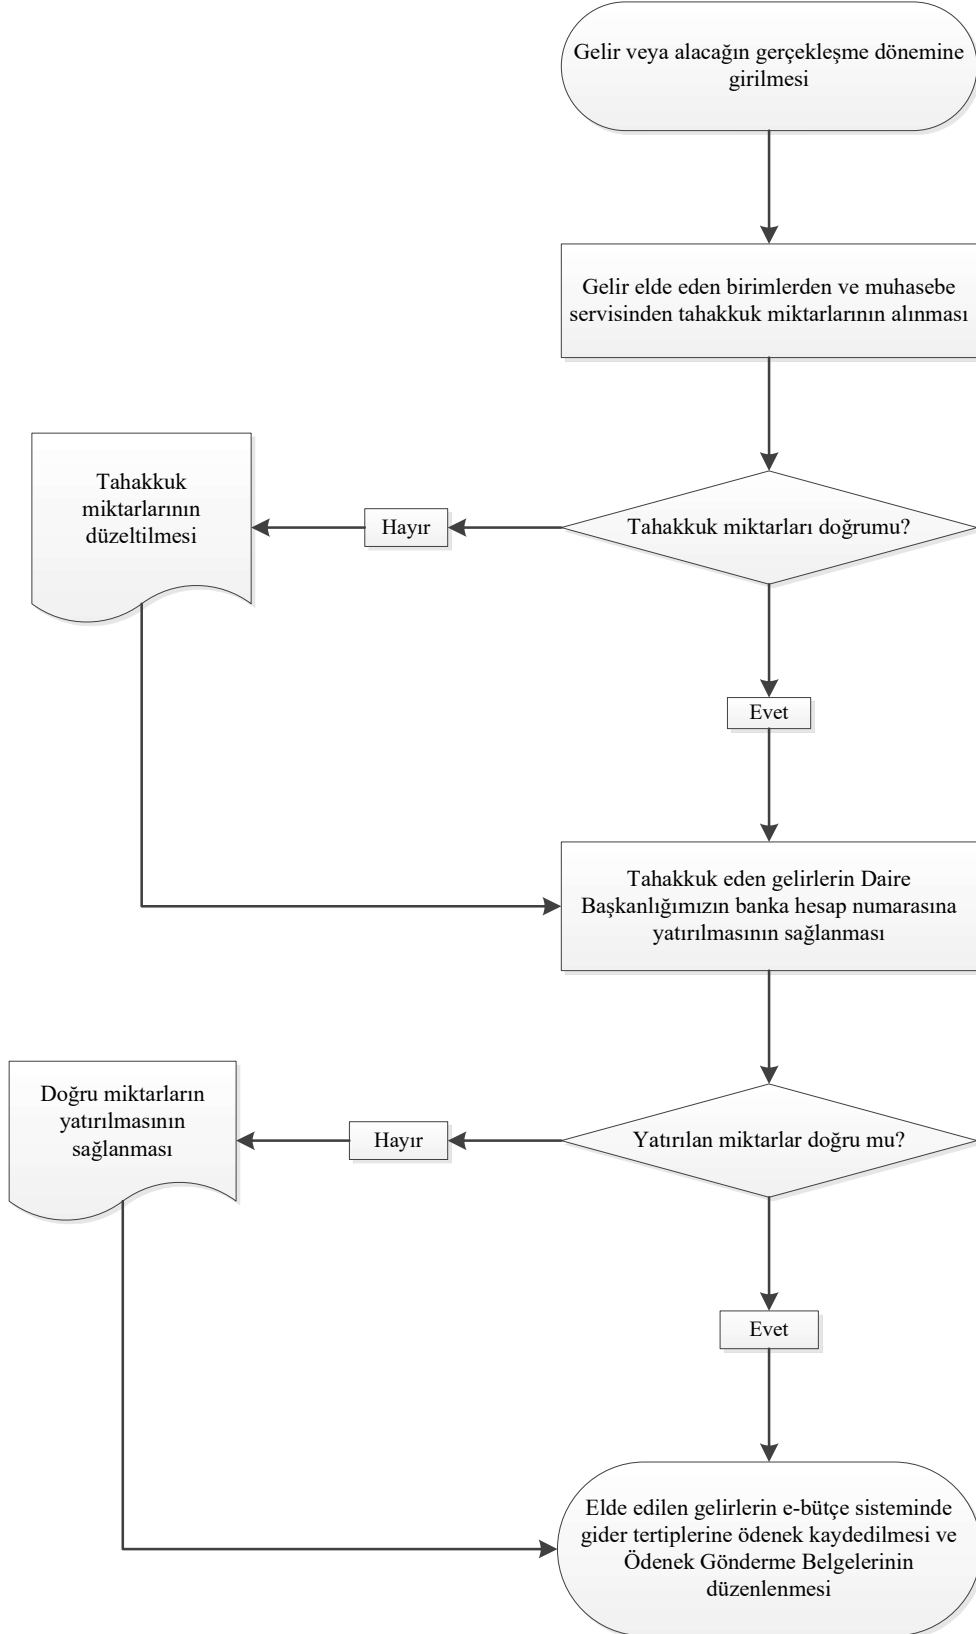 Gelir veya alacağın gerçekleşme dönemine
girilmesi
Gelir elde eden birimlerden ve muhasebe
servisinden tahakkuk miktarlarının alınması
Tahakkuk
miktarlarının
düzeltilmesi
Hayır
Tahakkuk miktarları doğrumu?
Evet
Tahakkuk eden gelirlerin Daire
Başkanlığımızın banka hesap numarasına
yatırılmasının sağlanması
Doğru miktarların
yatırılmasının
sağlanması
Hayır
Yatırılan miktarlar doğru mu?
Evet
Elde edilen gelirlerin e-bütçe sisteminde
gider tertiplerine ödenek kaydedilmesi ve
Ödenek Gönderme Belgelerinin
düzenlenmesi